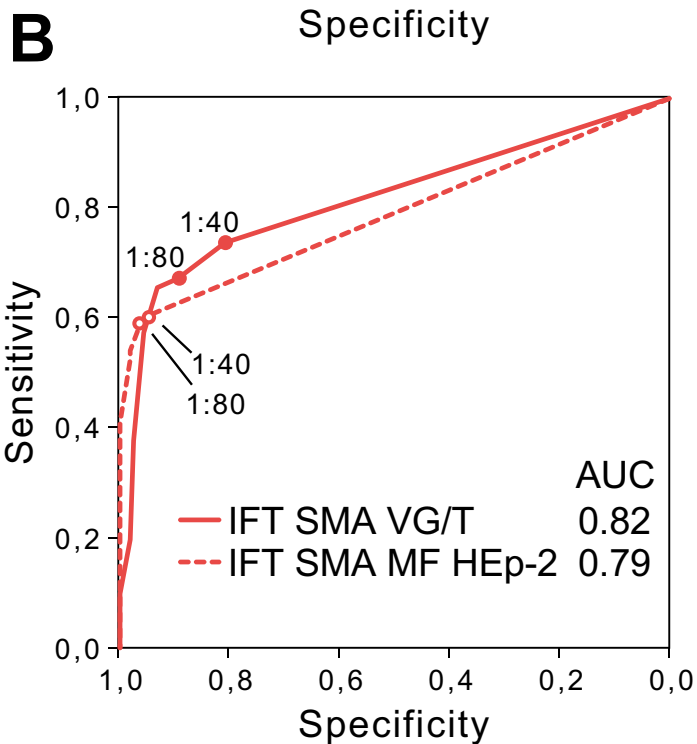 Specificity
B
1,0
0,8
0,6
0,4
0,2
0,0
Sensitivity
1:40
1:80
1:40
1:80
AUC
IFT SMA VG/T 0.82
IFT SMA MF HEp-2 0.79
1,0 0,8 0,6 0,4 0,2 0,0
Specificity